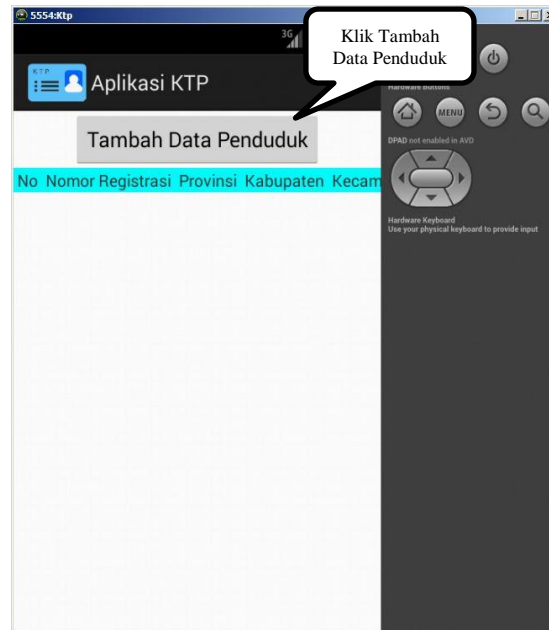 5554:Ktp
3G
Klik Tambah
Data Penduduk
KTP
Aplikasi KTP
Hardware Buttons
MENU
Tambah Data Penduduk
DPAD not enabled in AVD
No Nomor Registrasi Provinsi Kabupaten Kecam
Hardware Keyboard
Use your physical keyboard to provide input